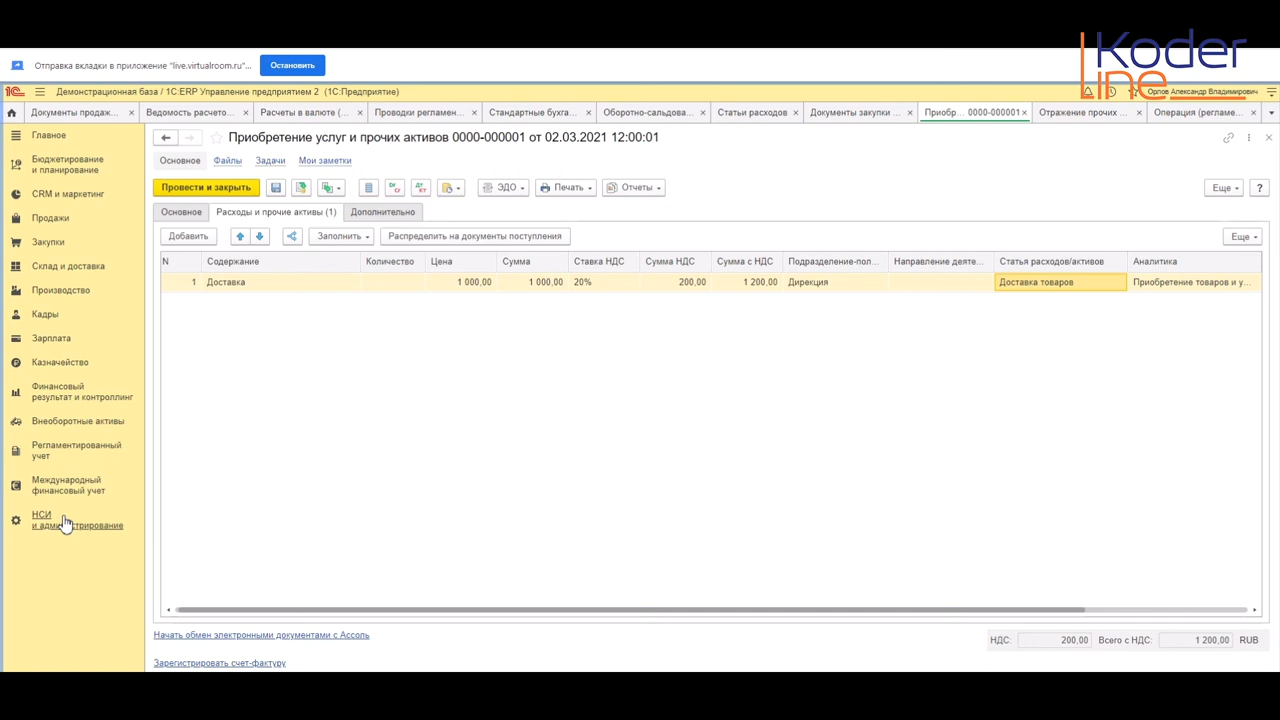 Koder
Line
Отправка вкладки в приложение "live.virtualroom.ru"...
Остановить
1С
Демонстрационная база / 1С:ERP Управление предприятием 2 (1С:Предприятие)
Орлов Александр Владимирович
Документы продаж... ×
Ведомость расчето... ×
Расчеты в валюте (... ×
Проводки регламен... ×
Стандартные бухга... ×
Оборотно-сальдова... ×
Статьи расходов ×
Документы закупки ... ×
Приобр... 0000-000001 ×
Отражение прочих ... ×
Операция (регламе... ×
Главное
Бюджетирование
и планирование
CRM и маркетинг
Продажи
Закупки
Склад и доставка
Производство
Кадры
Зарплата
Казначейство
Финансовый
результат и контроллинг
Внеоборотные активы
Регламентированный
учет
Международный
финансовый учет
НСИ
и администрирование
Приобретение услуг и прочих активов 0000-000001 от 02.03.2021 12:00:01
Основное Файлы Задачи Мои заметки
Провести и закрыть
ЭДО
Печать
Отчеты
Еще
?
Основное Расходы и прочие активы (1) Дополнительно
Добавить
Заполнить
Распределить на документы поступления
Еще
N Содержание Количество Цена Сумма Ставка НДС Сумма НДС Сумма с НДС Подразделение-пол... Направление деяте... Статья расходов/активов Аналитика
1 Доставка 1 000,00 1 000,00 20% 200,00 1 200,00 Дирекция Доставка товаров Приобретение товаров и у...
Начать обмен электронными документами с Ассоль
НДС: 200,00 Всего с НДС: 1 200,00 RUB
Зарегистрировать счет-фактуру